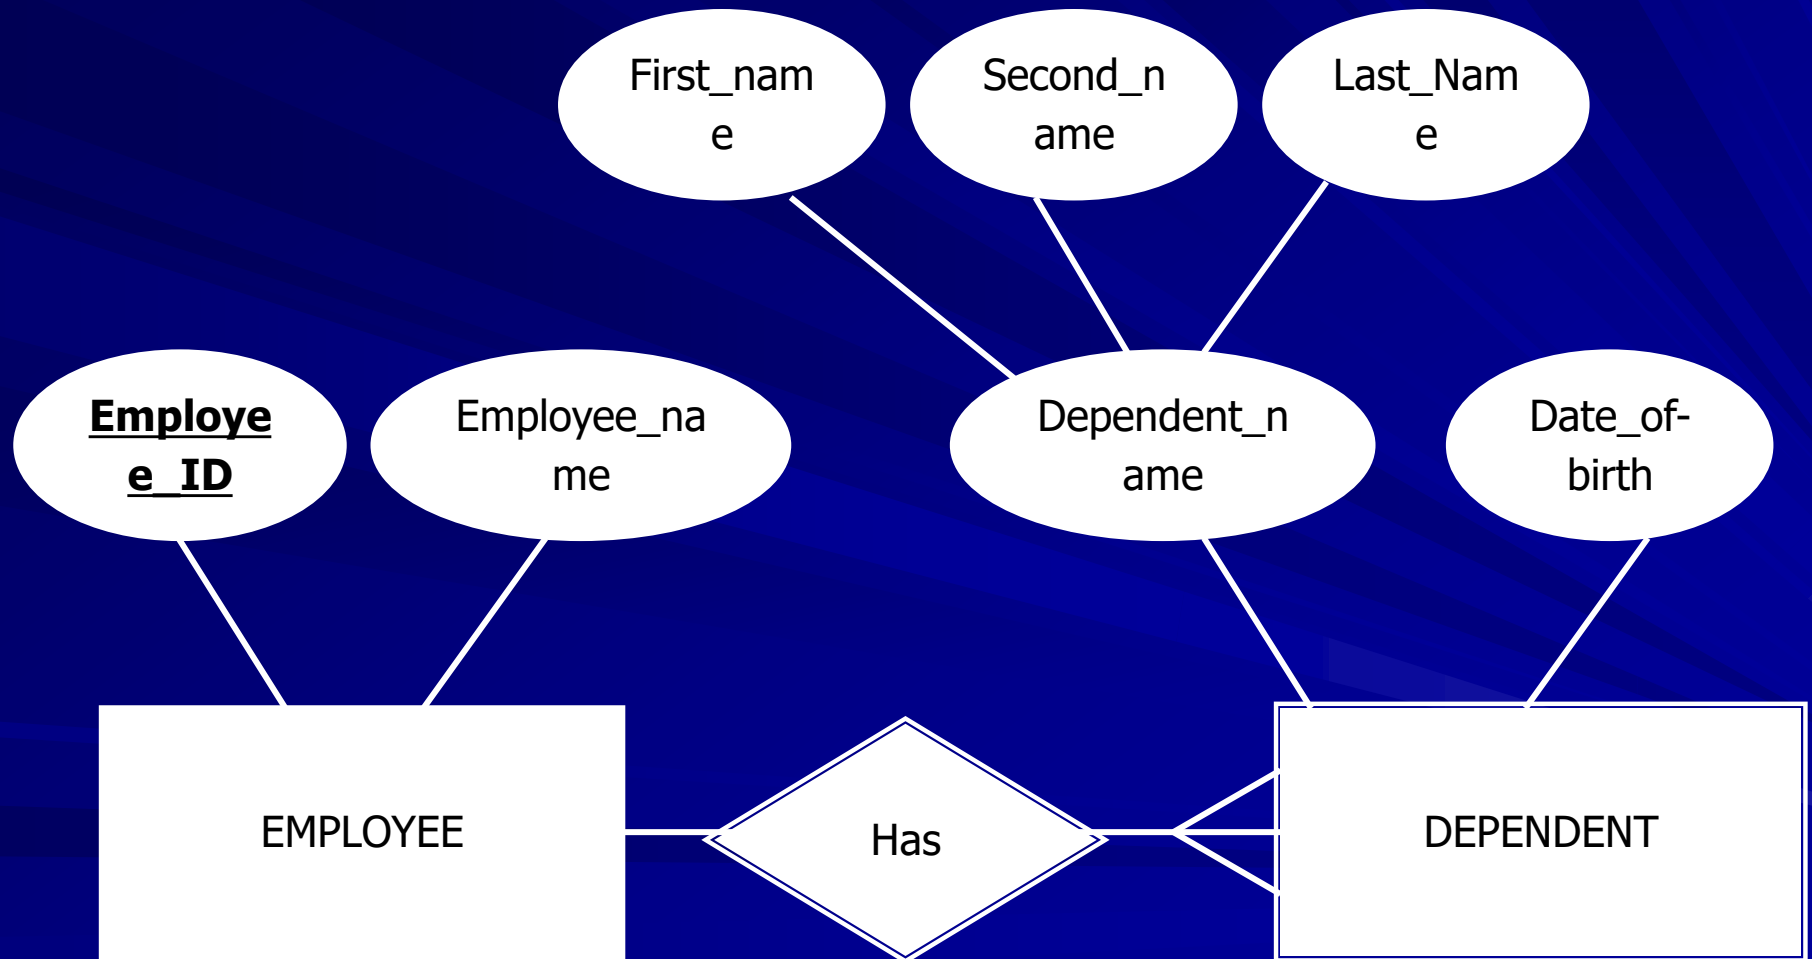 First_nam
e
Second_n
ame
Last_Nam
e
Employe
e_ID
Employee_na
me
Dependent_n
ame
Date_of-
birth
EMPLOYEE
Has
DEPENDENT